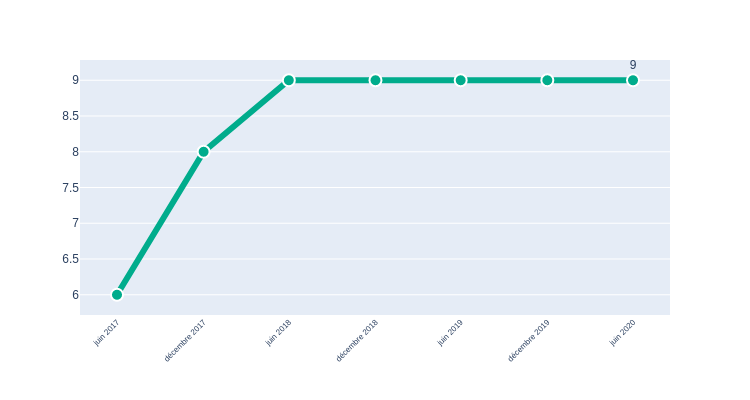 9
9
8.5
8
7.5
7
6.5
6
juin 2017
décembre 2017
juin 2018
décembre 2018
juin 2019
décembre 2019
juin 2020